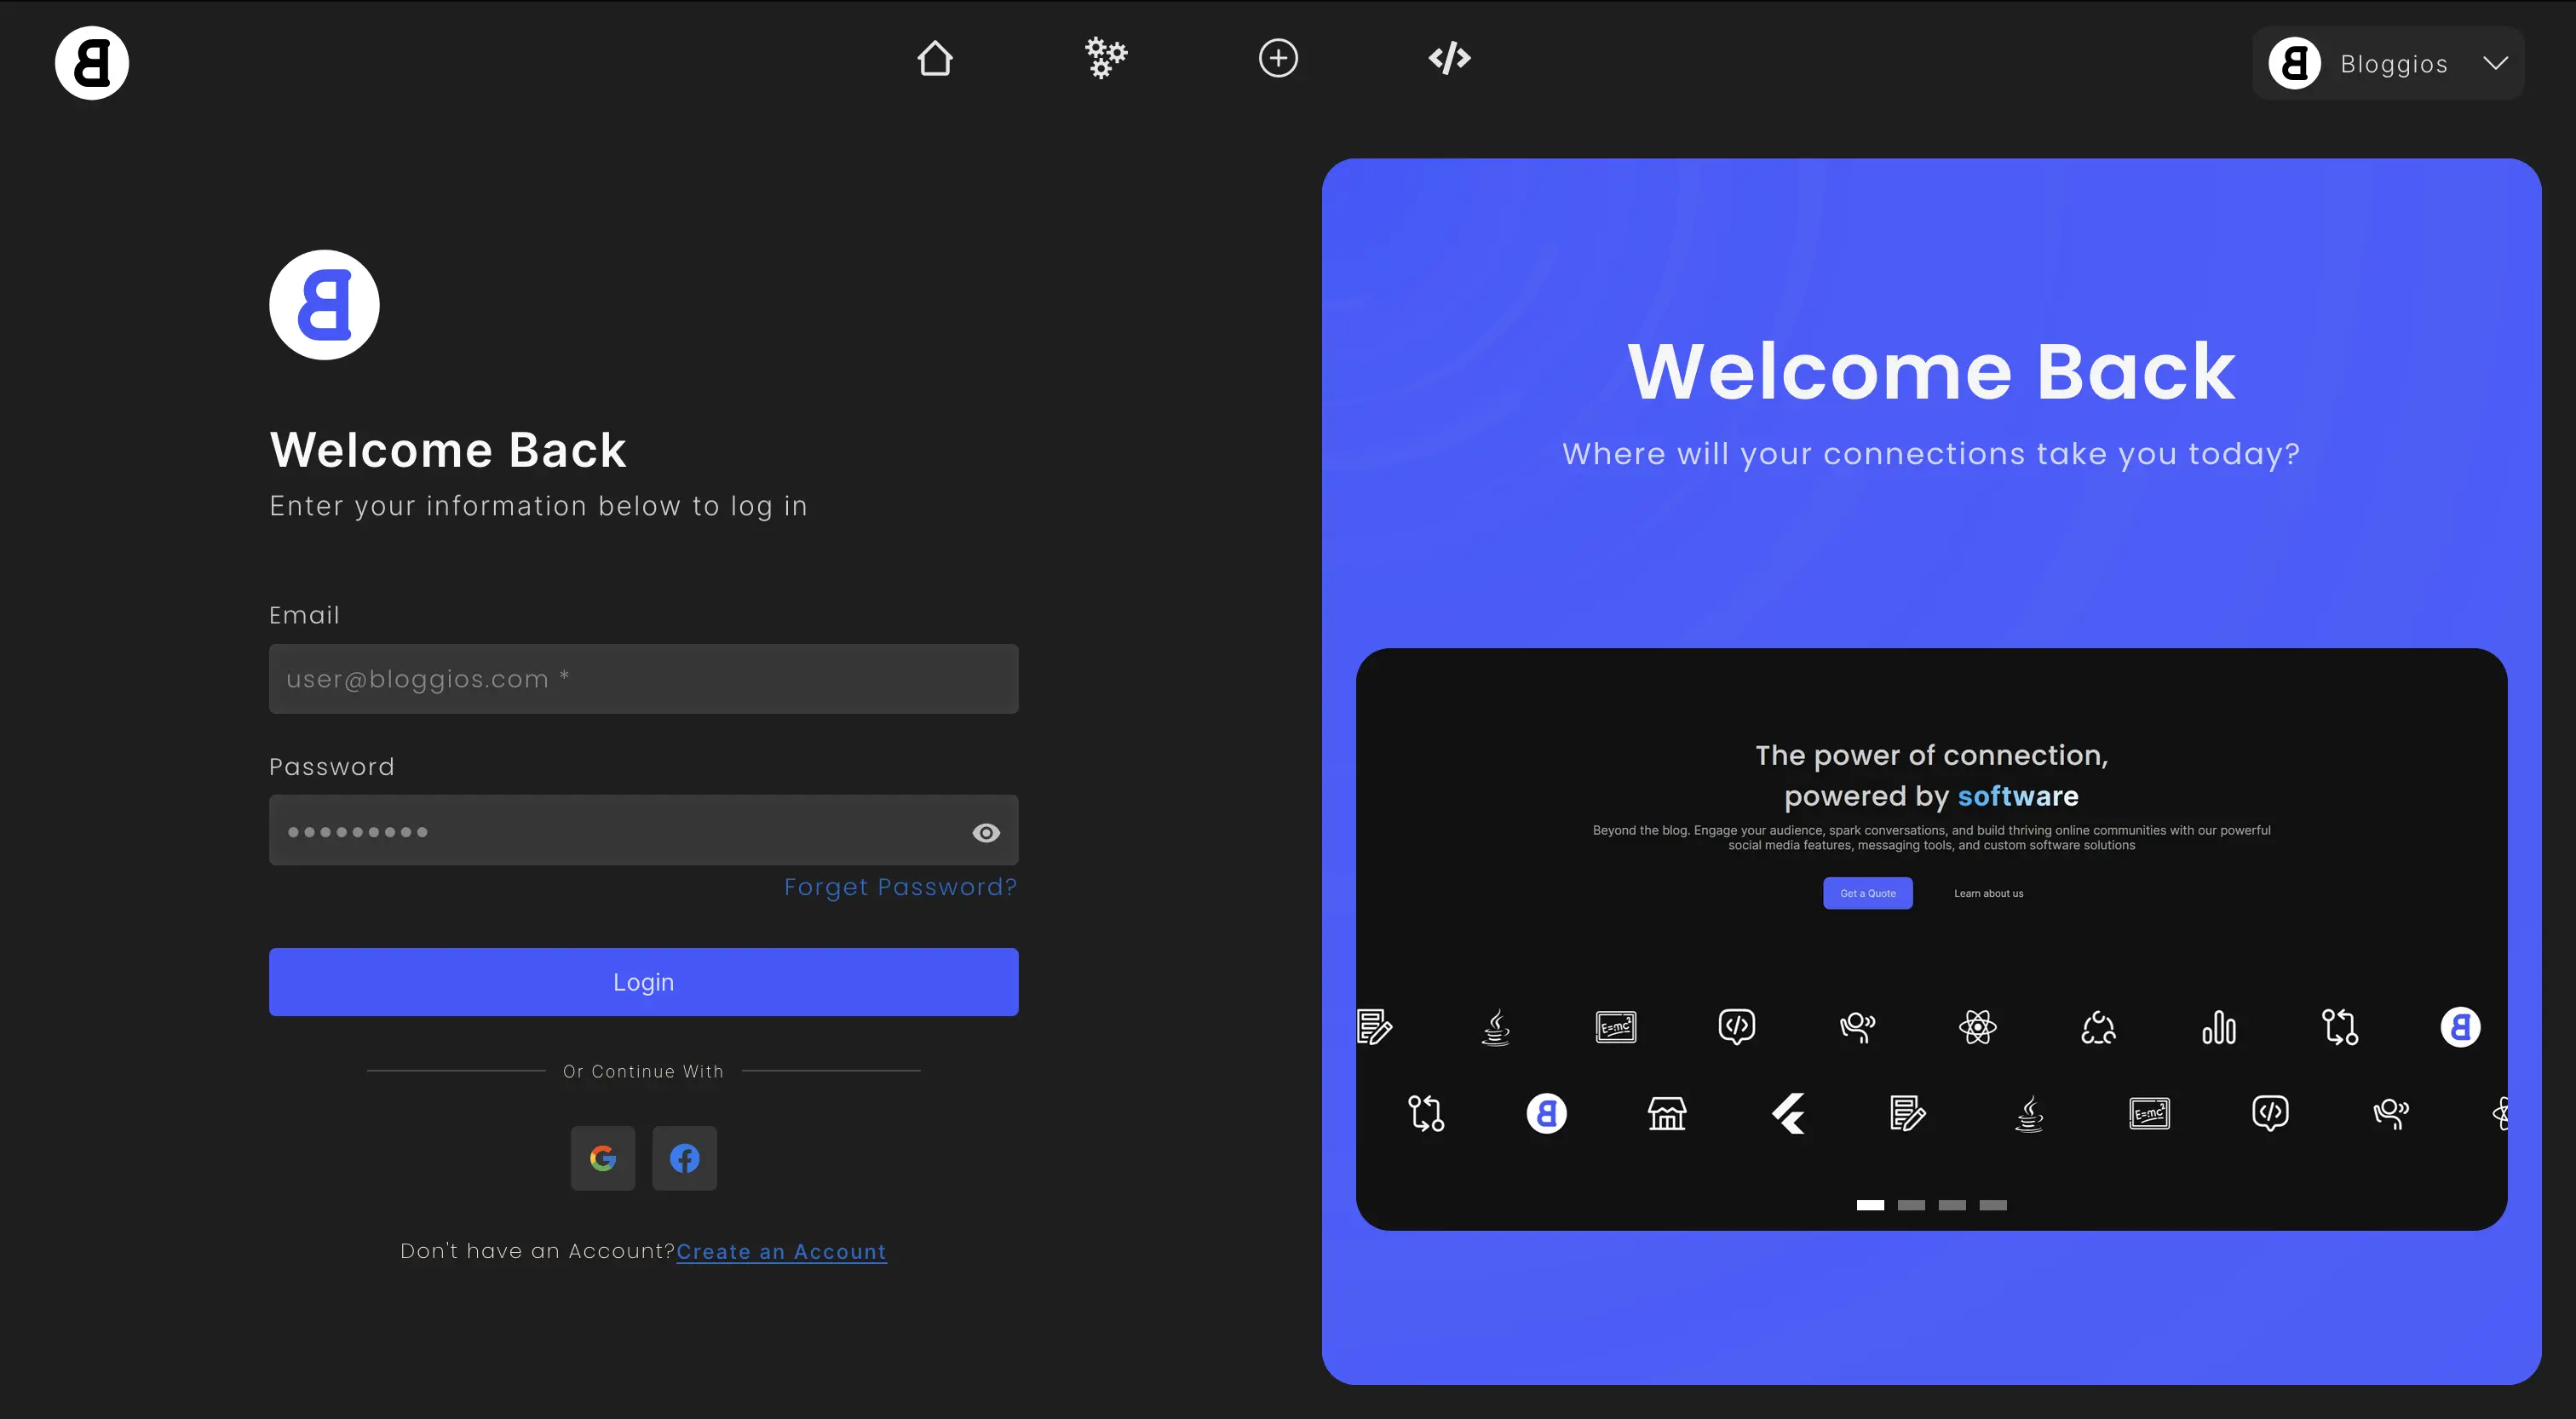 Bloggios
Welcome Back
Enter your information below to log in
Email
user@bloggios.com *
Password
Forget Password?
Login
Or Continue With
Don't have an Account?Create an Account
Welcome Back
Where will your connections take you today?
The power of connection,
powered by software
Beyond the blog. Engage your audience, spark conversations, and build thriving online communities with our powerful
social media features, messaging tools, and custom software solutions
Get a Quote
Learn about us
E=mc²
E=mc²